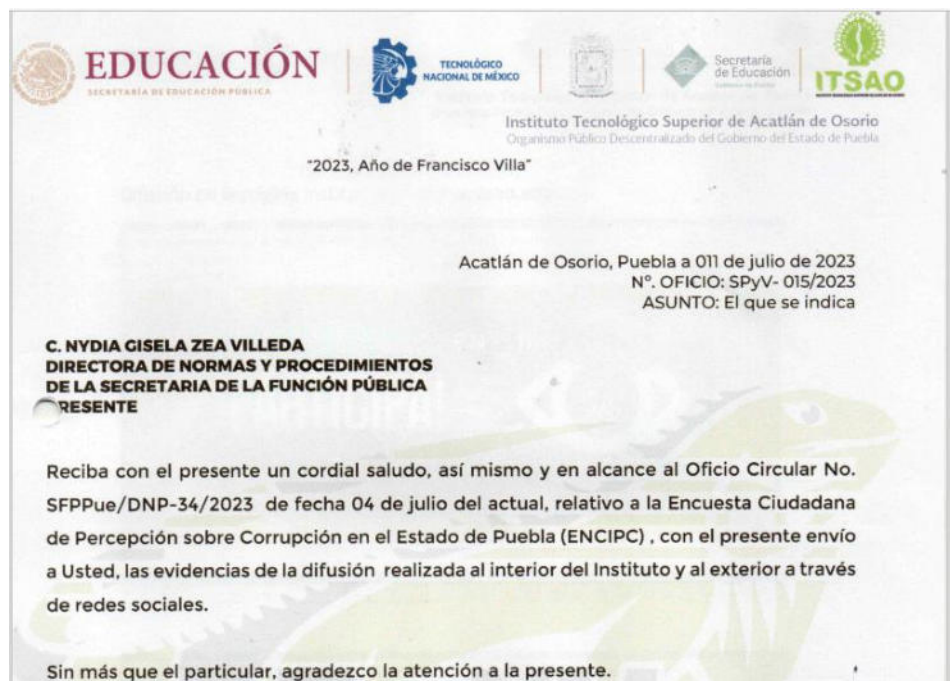 EDUCACIÓN
SECRETARÍA DE EDUCACIÓN PÚBLICA
TECNOLÓGICO
NACIONAL DE MÉXICO
Secretaría
de Educación
Gobierno de Puebla
ITSAO
Instituto Tecnológico Superior de Acatlán de Osorio
Organismo Público Descentralizado del Gobierno del Estado de Puebla
"2023, Año de Francisco Villa"
Acatlán de Osorio, Puebla a 011 de julio de 2023
Nº. OFICIO: SPyV- 015/2023
ASUNTO: El que se indica
C. NYDIA GISELA ZEA VILLEDA
DIRECTORA DE NORMAS Y PROCEDIMIENTOS
DE LA SECRETARIA DE LA FUNCIÓN PÚBLICA
RESENTE
Reciba con el presente un cordial saludo, así mismo y en alcance al Oficio Circular No.
SFPPue/DNP-34/2023 de fecha 04 de julio del actual, relativo a la Encuesta Ciudadana
de Percepción sobre Corrupción en el Estado de Puebla (ENCIPC) , con el presente envío
a Usted, las evidencias de la difusión realizada al interior del Instituto y al exterior a través
de redes sociales.
Sin más que el particular, agradezco la atención a la presente.